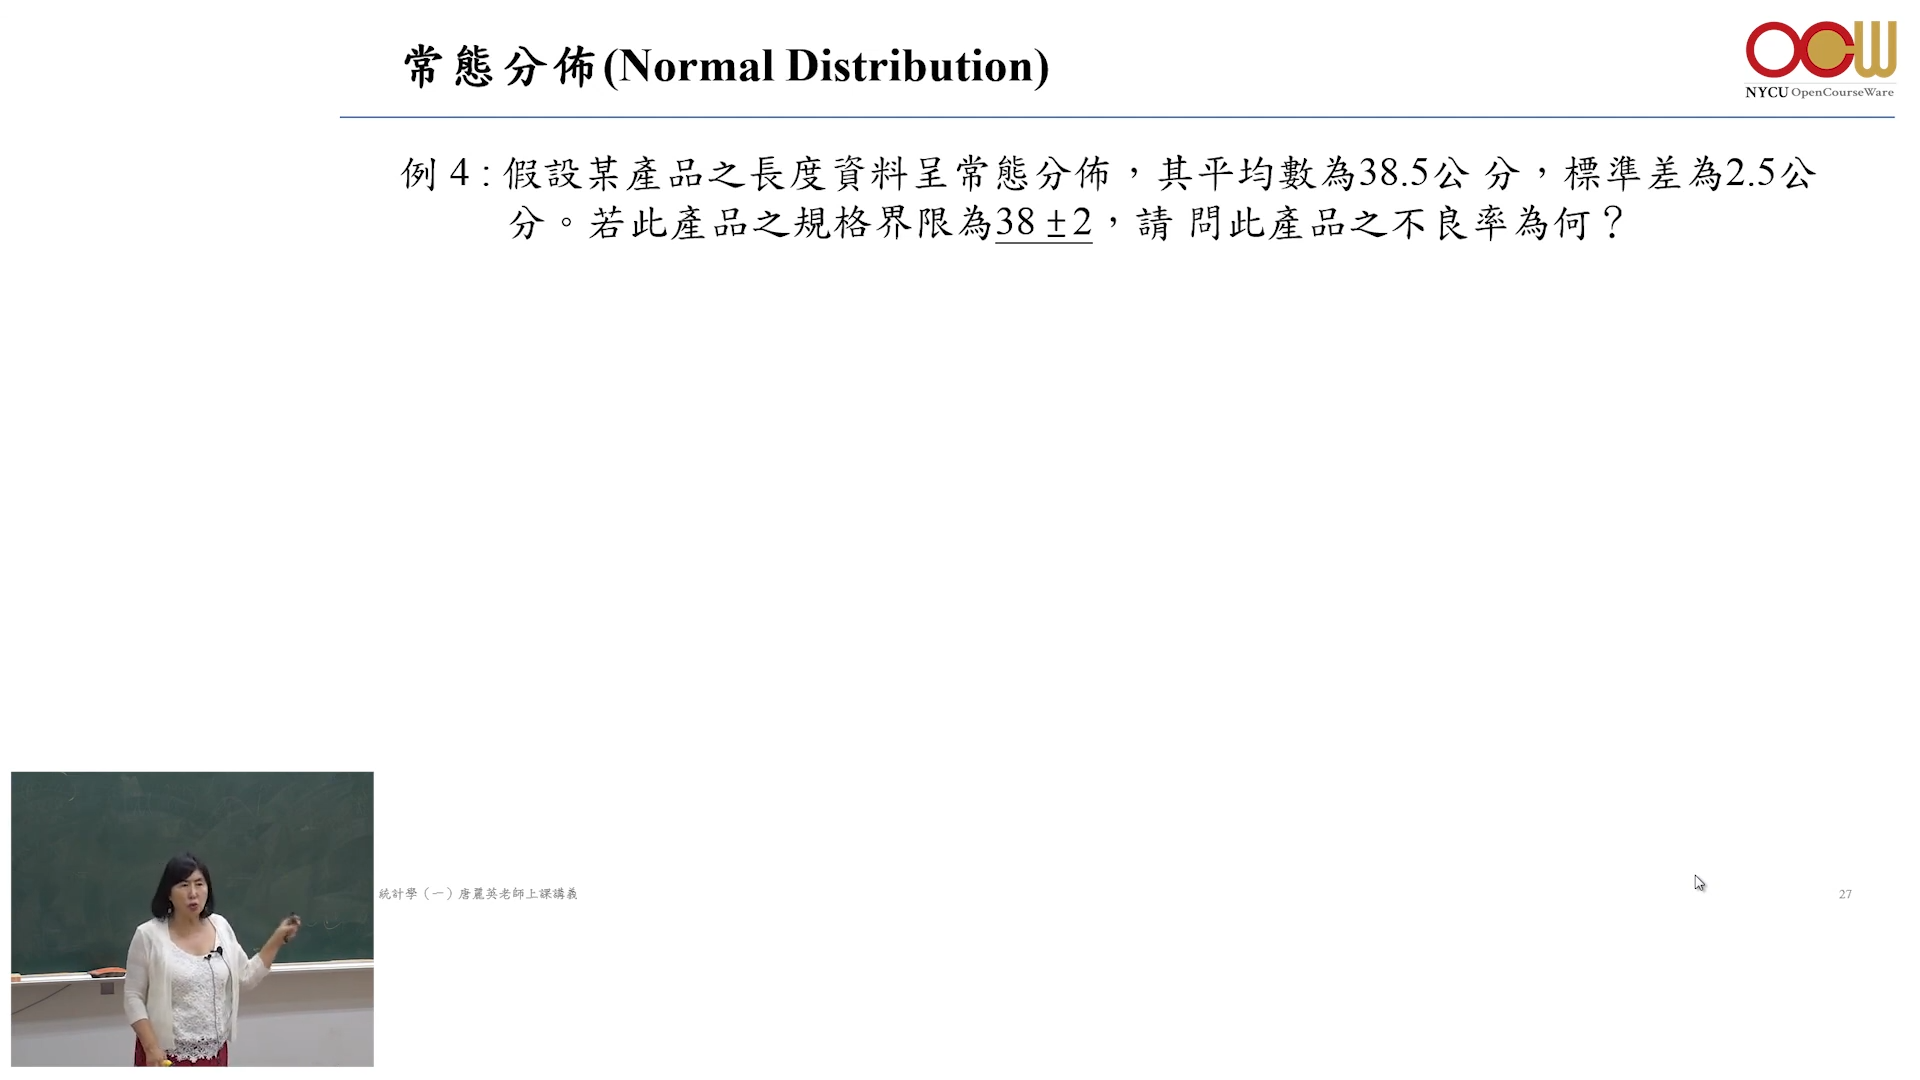 常態分佈(Normal Distribution)
OCW
NYCU OpenCourseWare
例 4 : 假設某產品之長度資料呈常態分佈，其平均數為38.5公 分，標準差為2.5公
分。若此產品之規格界限為38 ±2，請 問此產品之不良率為何？
統計學（一）唐麗英老師上課講義
27